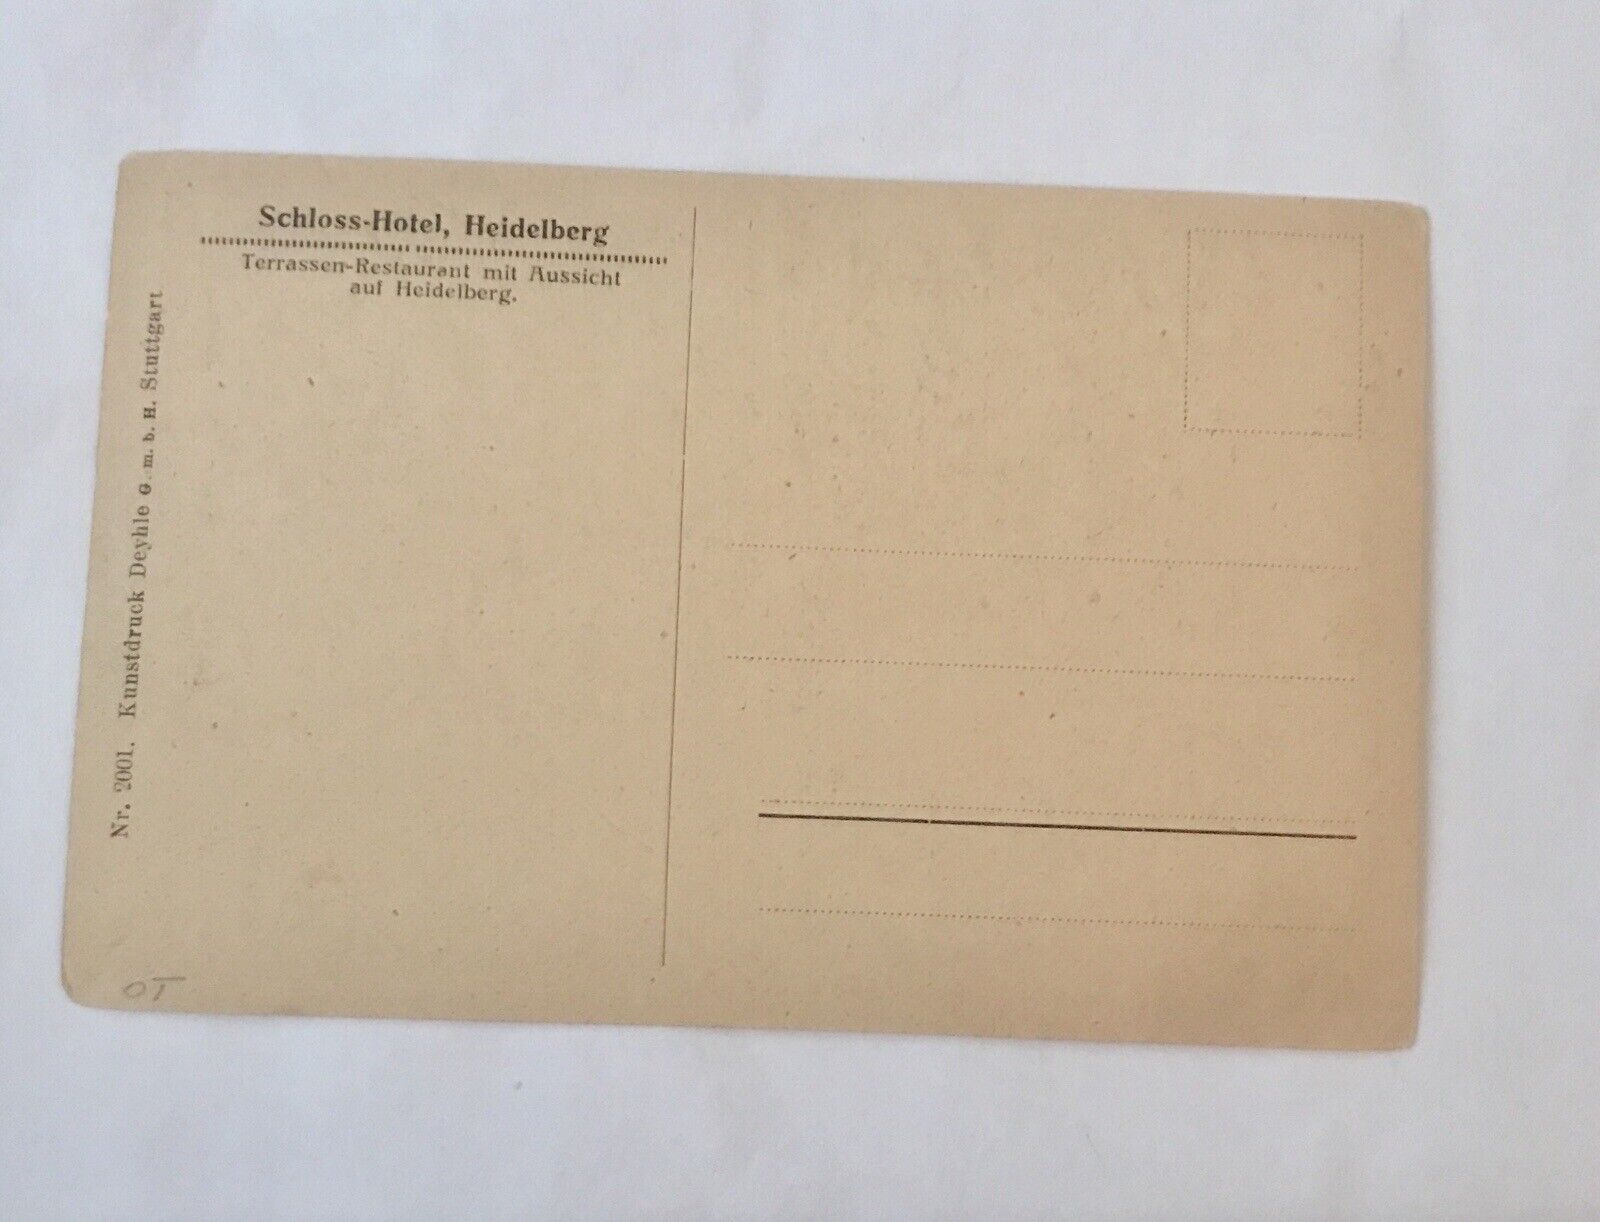 Schloss-Hotel, Heidelberg
Terrassen-Restaurant mit Aussicht
auf Heidelberg.
Nr. 2001. Kunstdruck Deyhle G. m. b. H. Stuttgart
OT